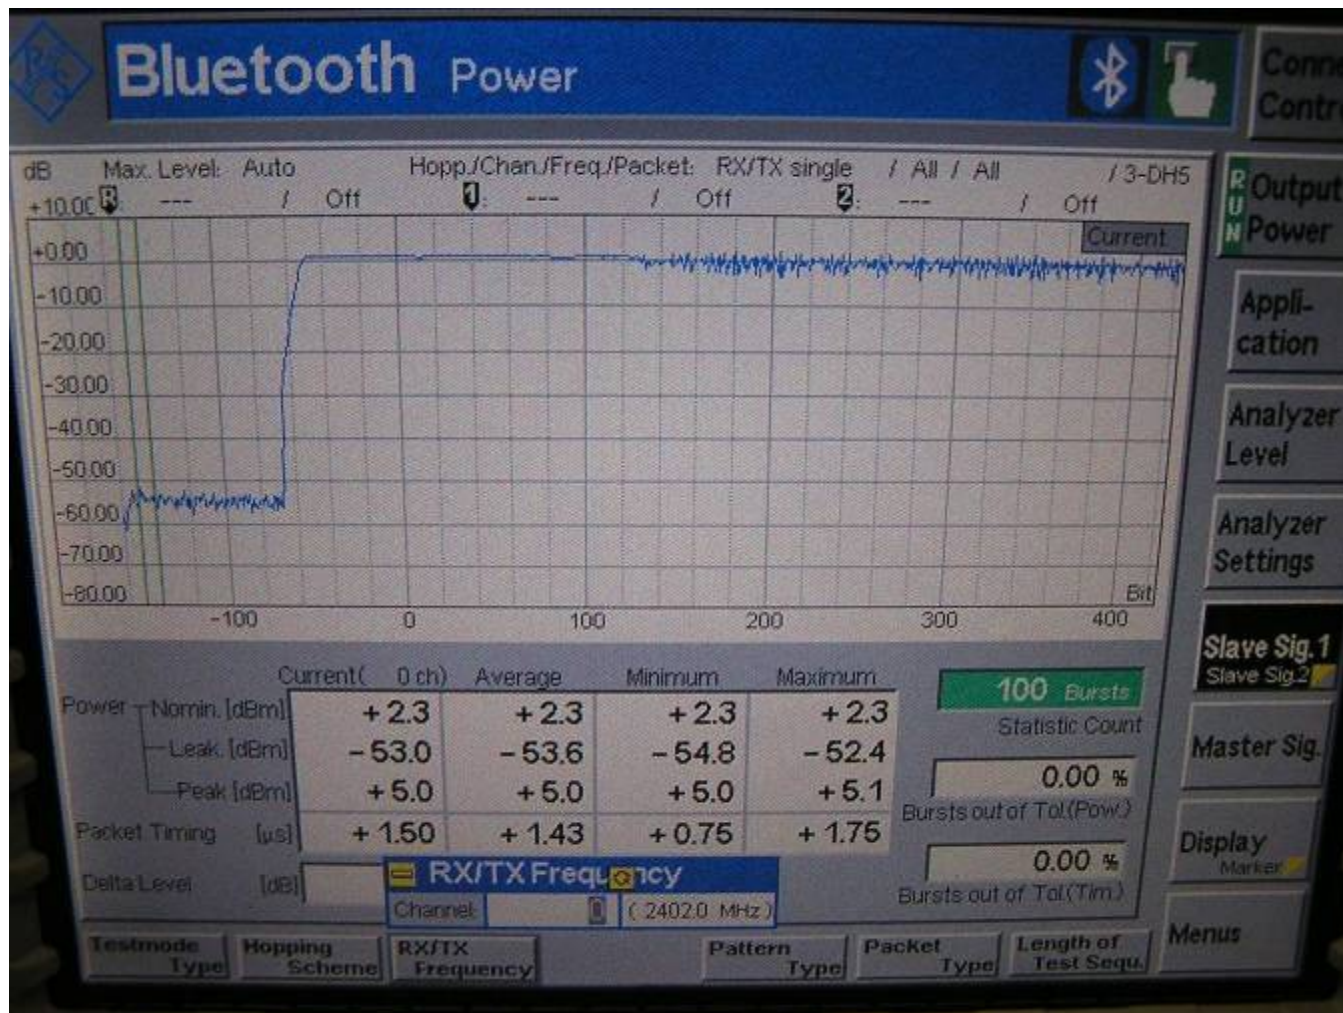 Bluetooth Power
Conne
Contr
dB Max. Level: Auto Hopp./Chan./Freq./Packet: RX/TX single / All / All / 3-DH5
+10.00 R: --- / Off 1: --- / Off 2: --- / Off
Current
+0.00
-10.00
-20.00
-30.00
-40.00
-50.00
-60.00
-70.00
-80.00
Bit
-100 0 100 200 300 400
RUN Output
Power
Appli-
cation
Analyzer
Level
Analyzer
Settings
Slave Sig.1
Slave Sig.2
Master Sig.
Display
Marker
Menus
Current( 0 ch) Average Minimum Maximum
Power Nomin. [dBm] +2.3 +2.3 +2.3 +2.3
Leak. [dBm] -53.0 -53.6 -54.8 -52.4
Peak [dBm] +5.0 +5.0 +5.0 +5.1
Packet Timing [µs] +1.50 +1.43 +0.75 +1.75
Delta Level [dB]
100 Bursts
Statistic Count
0.00 %
Bursts out of Tol.(Pow.)
0.00 %
Bursts out of Tol.(Tim.)
RX/TX Frequency
Channel: 0 ( 2402.0 MHz )
Testmode
Type
Hopping
Scheme
RX/TX
Frequency
Pattern
Type
Packet
Type
Length of
Test Sequ.